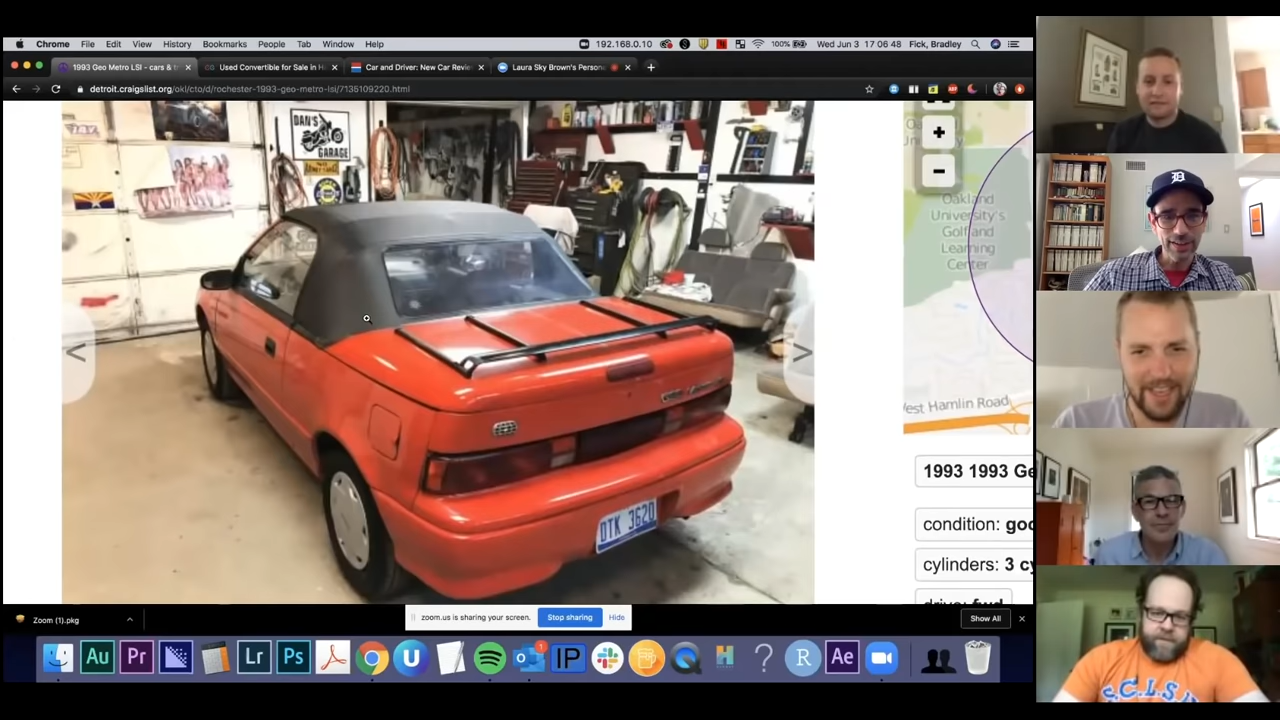 Chrome File Edit View History Bookmarks People Tab Window Help 192.168.0.10 100% Wed Jun 3 17:06:48 Fick, Bradley
1993 Geo Metro LSI - cars & t Used Convertible for Sale in H Car and Driver: New Car Revie Laura Sky Brown's Person
detroit.craigslist.org/okl/cto/d/rochester-1993-geo-metro-lsi/7135109220.html
DAN'S
GARAGE
Oakland
University's
Golf and
Learning
Center
West Hamlin Road
DTK 3620
1993 1993 Ge
condition: goo
cylinders: 3 cy
drive: fwd
D
S.C.L.S.
Zoom (1).pkg
zoom.us is sharing your screen. Stop sharing Hide
Show All
Au Pr Lr Ps U IP R Ae